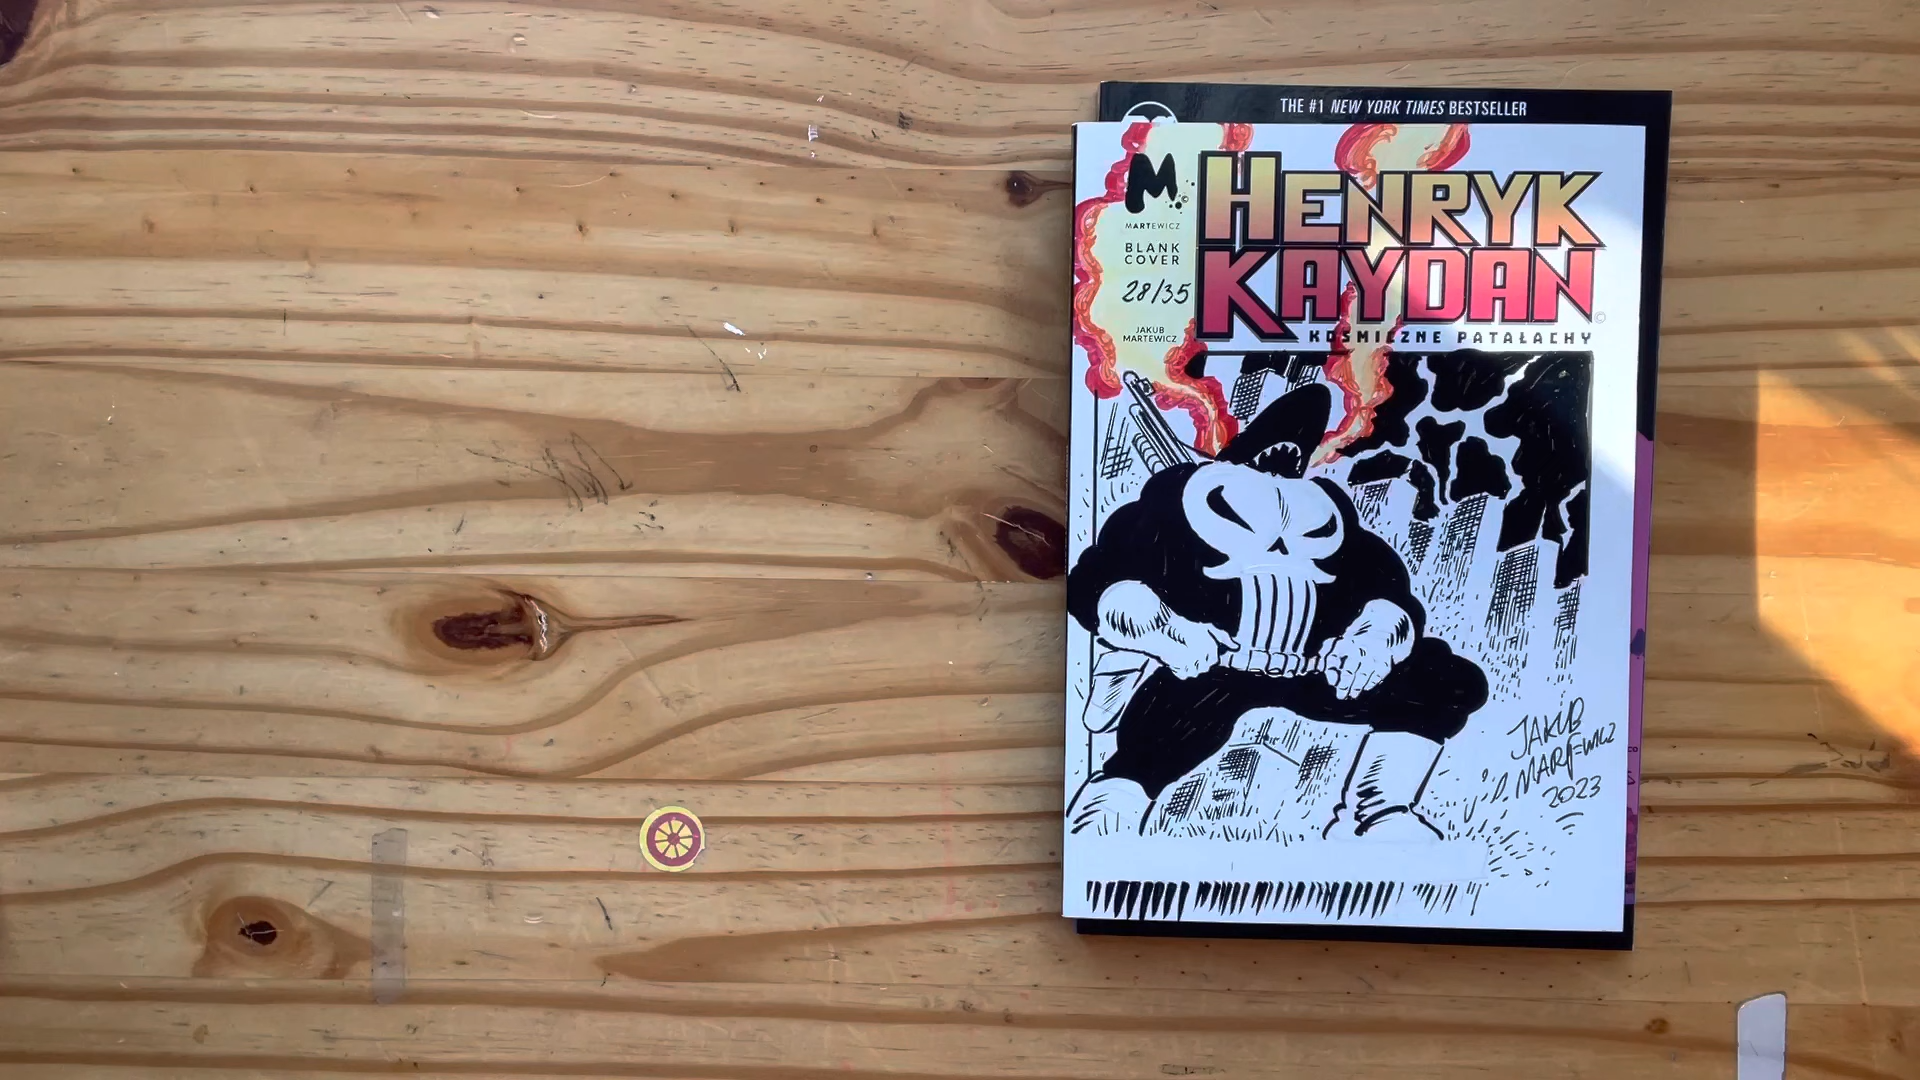 THE #1 NEW YORK TIMES BESTSELLER
M.©
MARTEWICZ
BLANK
COVER
28/35
JAKUB
MARTEWICZ
HENRYK
KAYDAN©
KOSMICZNE PATAŁACHY
JAKUB
MARTEWICZ
2023